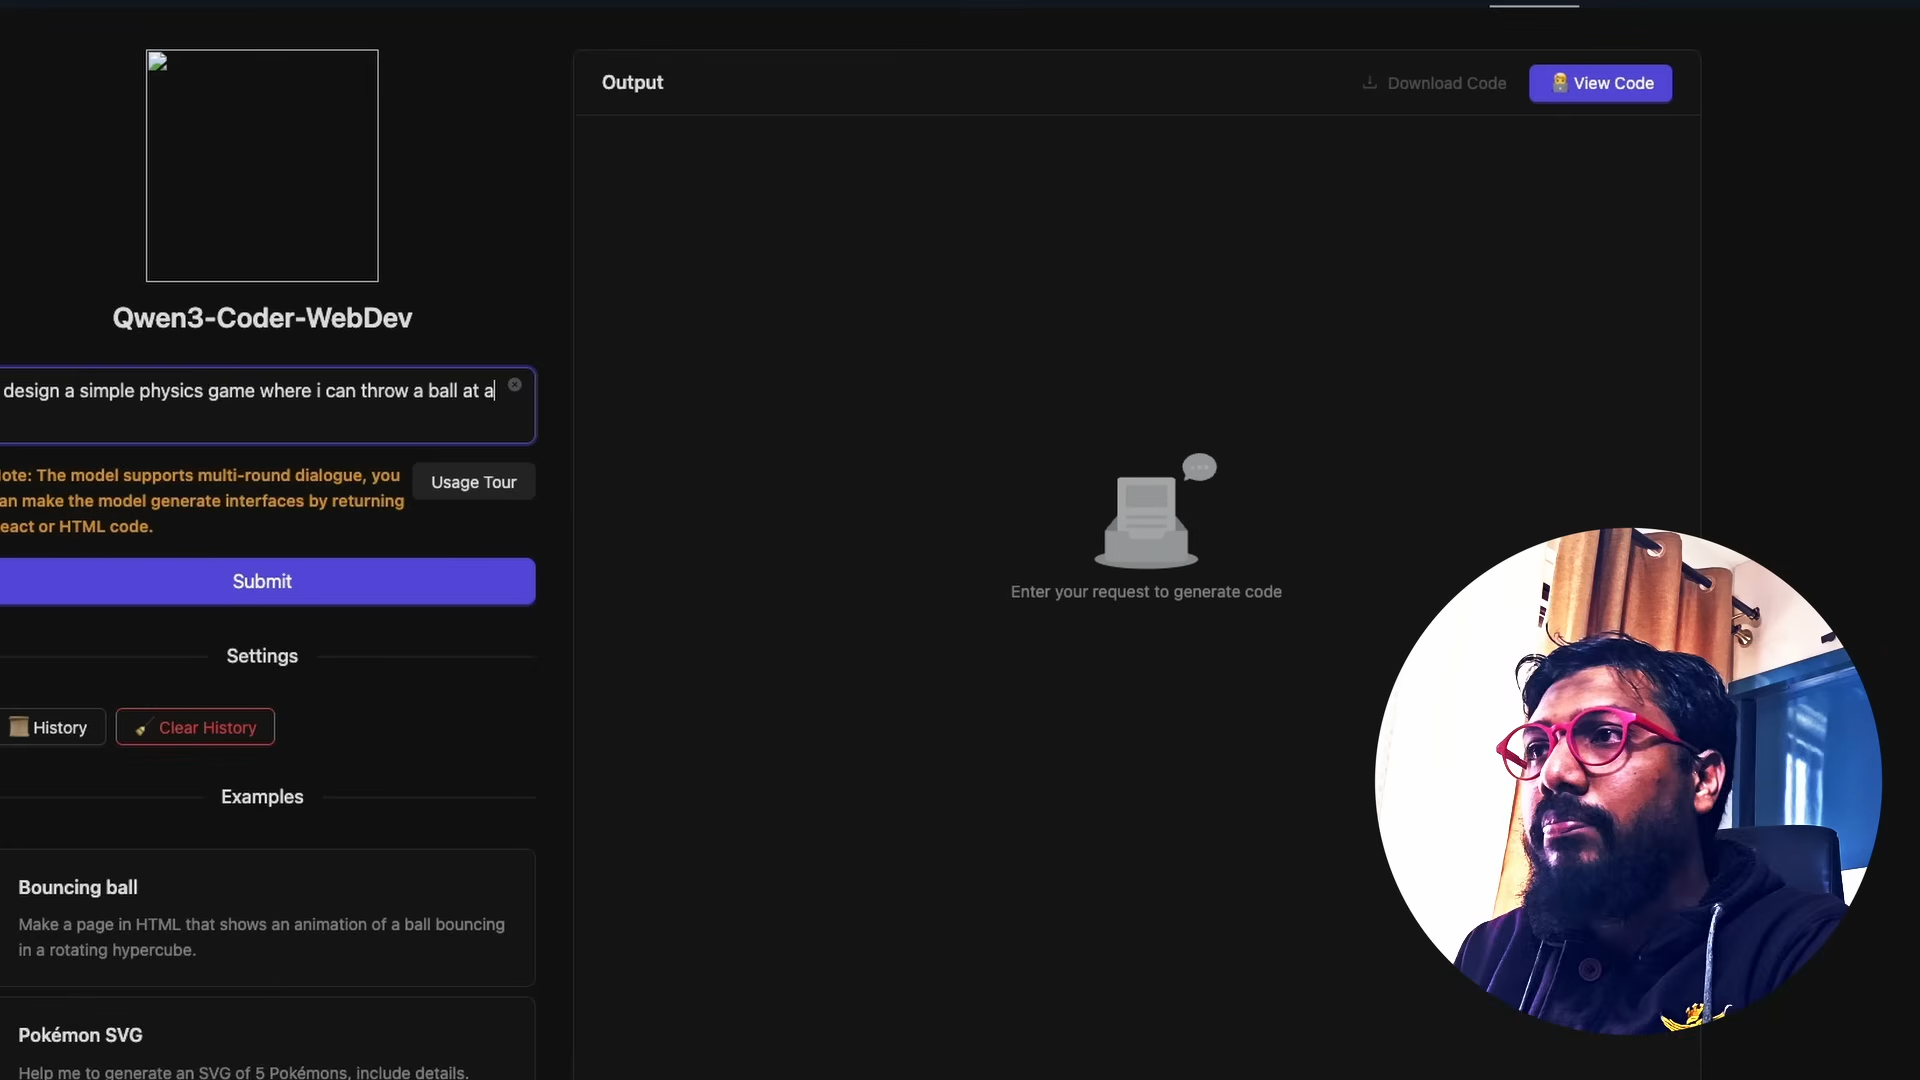 Output
Download Code
View Code
Qwen3-Coder-WebDev
design a simple physics game where i can throw a ball at a
ote: The model supports multi-round dialogue, you
an make the model generate interfaces by returning
eact or HTML code.
Usage Tour
Submit
Enter your request to generate code
Settings
History
Clear History
Examples
Bouncing ball
Make a page in HTML that shows an animation of a ball bouncing
in a rotating hypercube.
Pokémon SVG
Help me to generate an SVG of 5 Pokémons, include details.